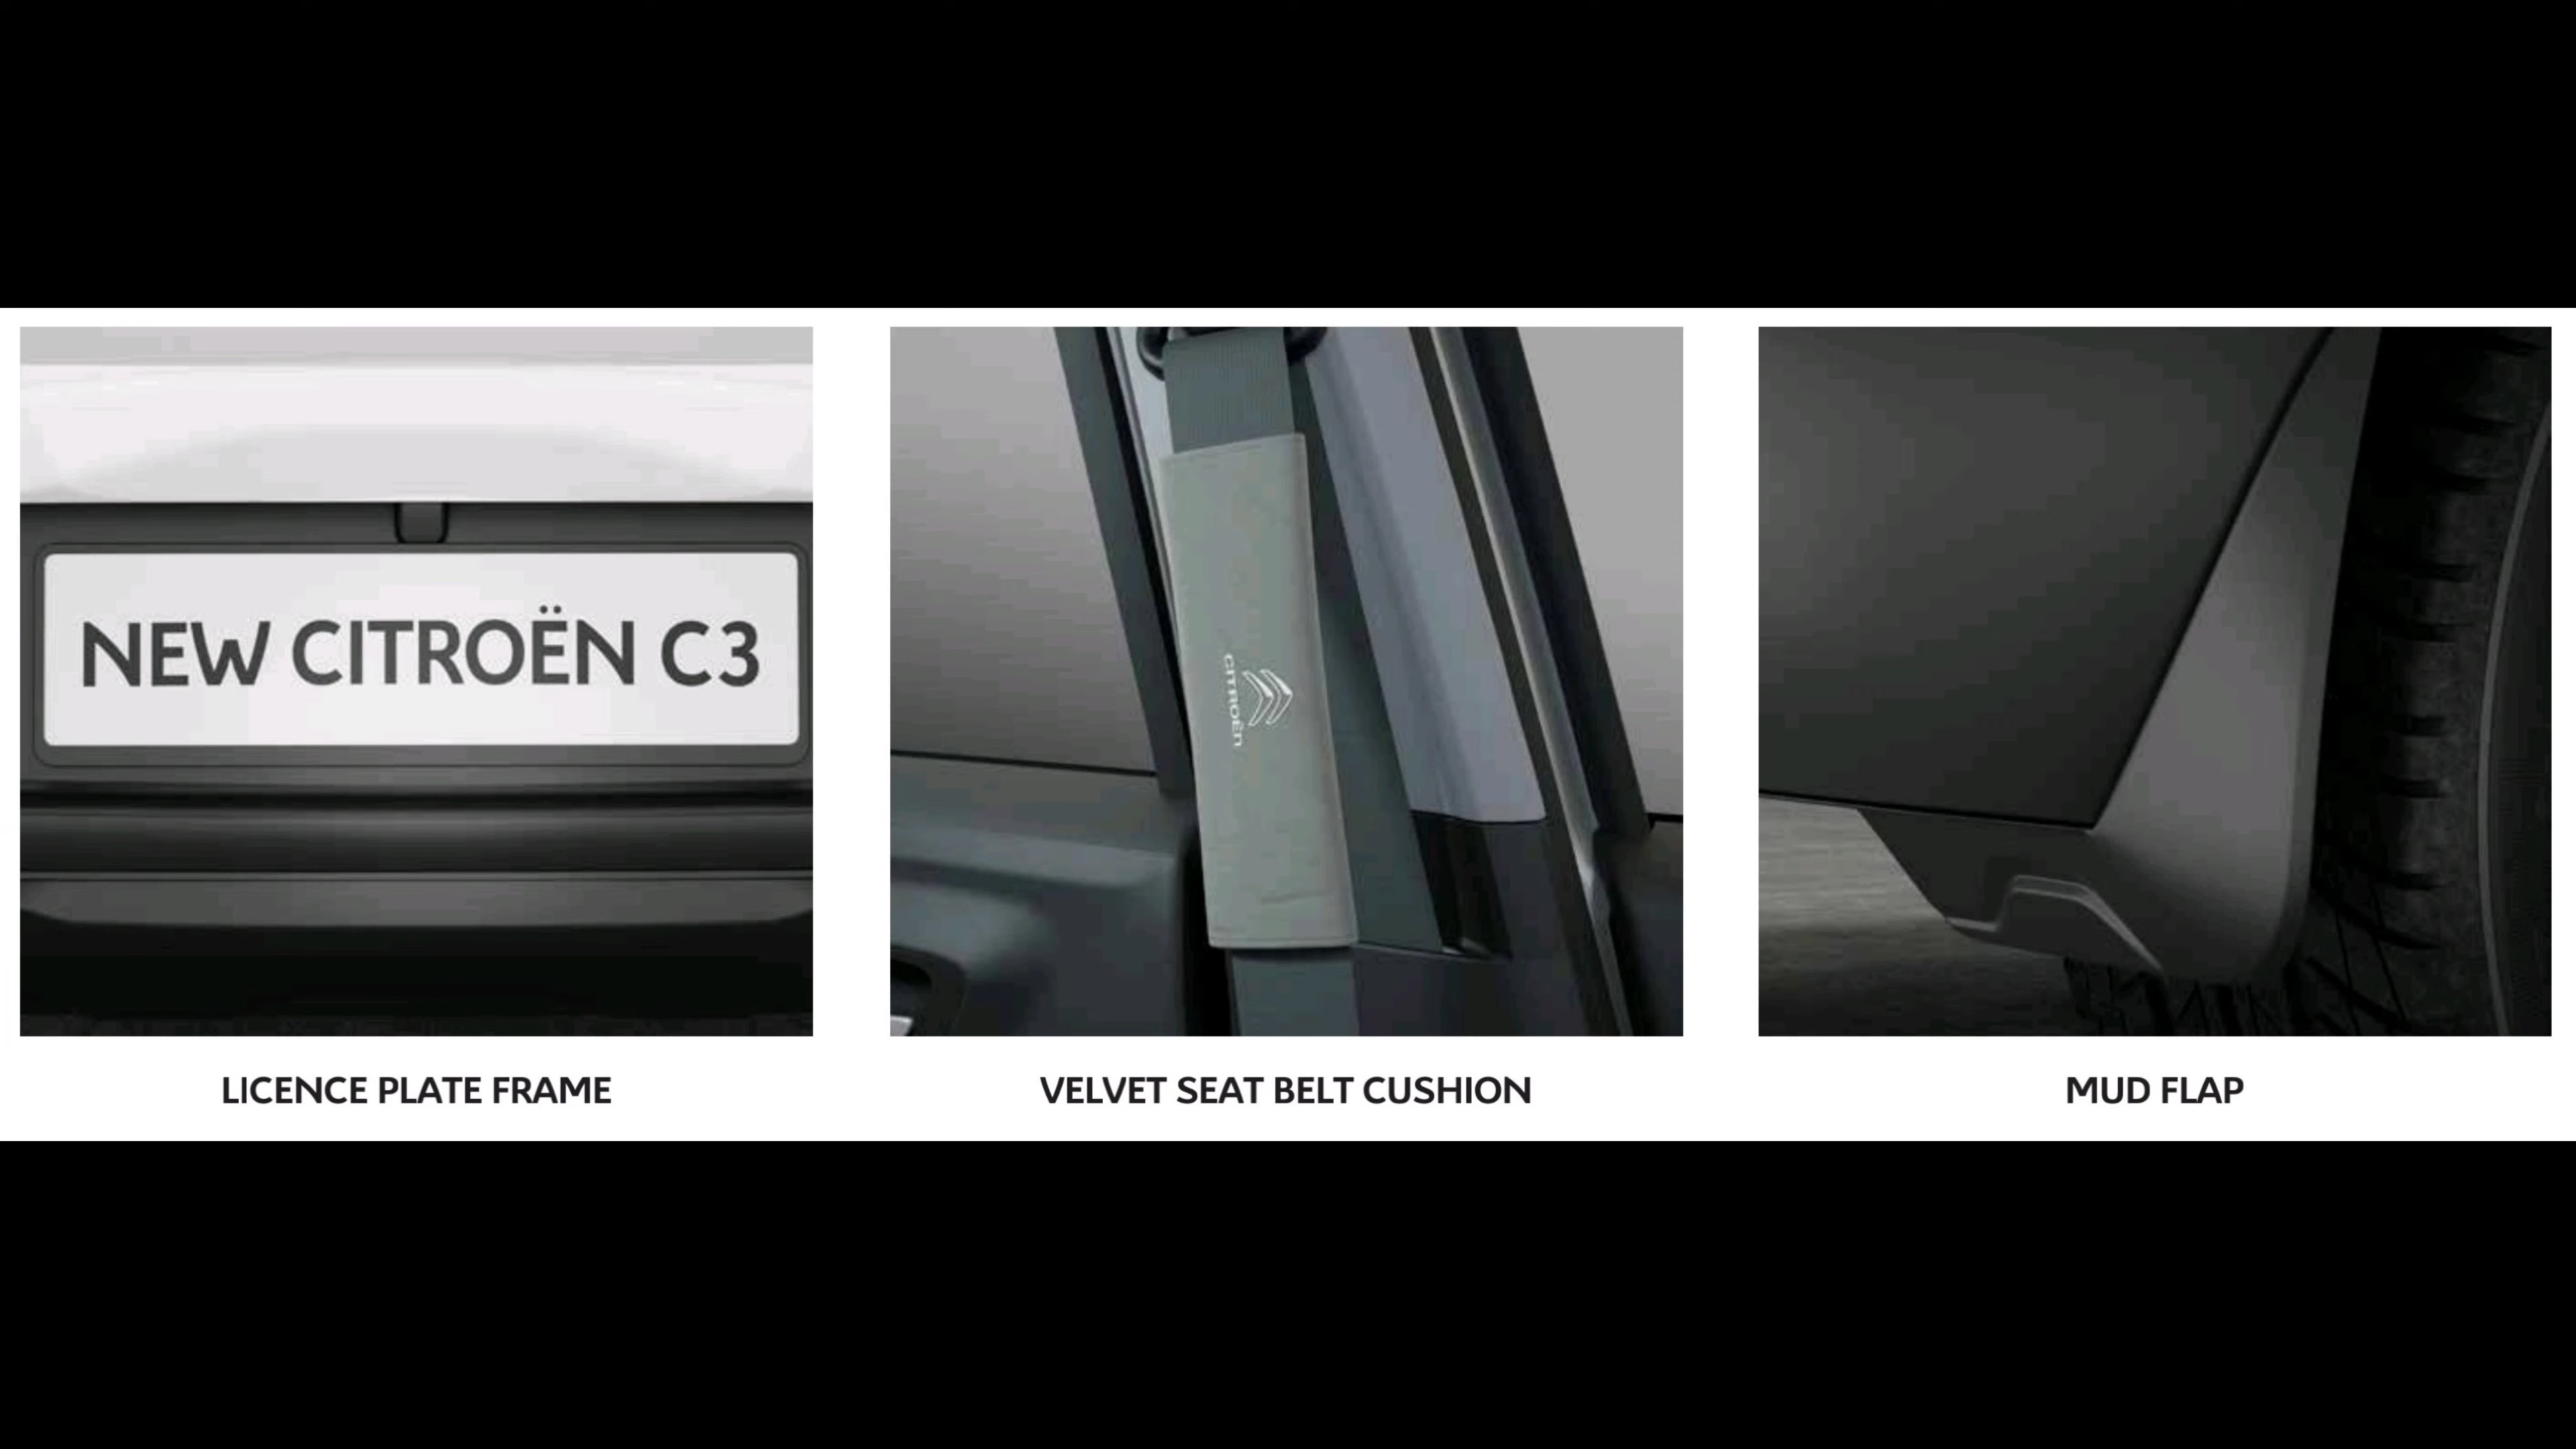 NEW CITROËN C3
CITROËN
LICENCE PLATE FRAME
VELVET SEAT BELT CUSHION
MUD FLAP